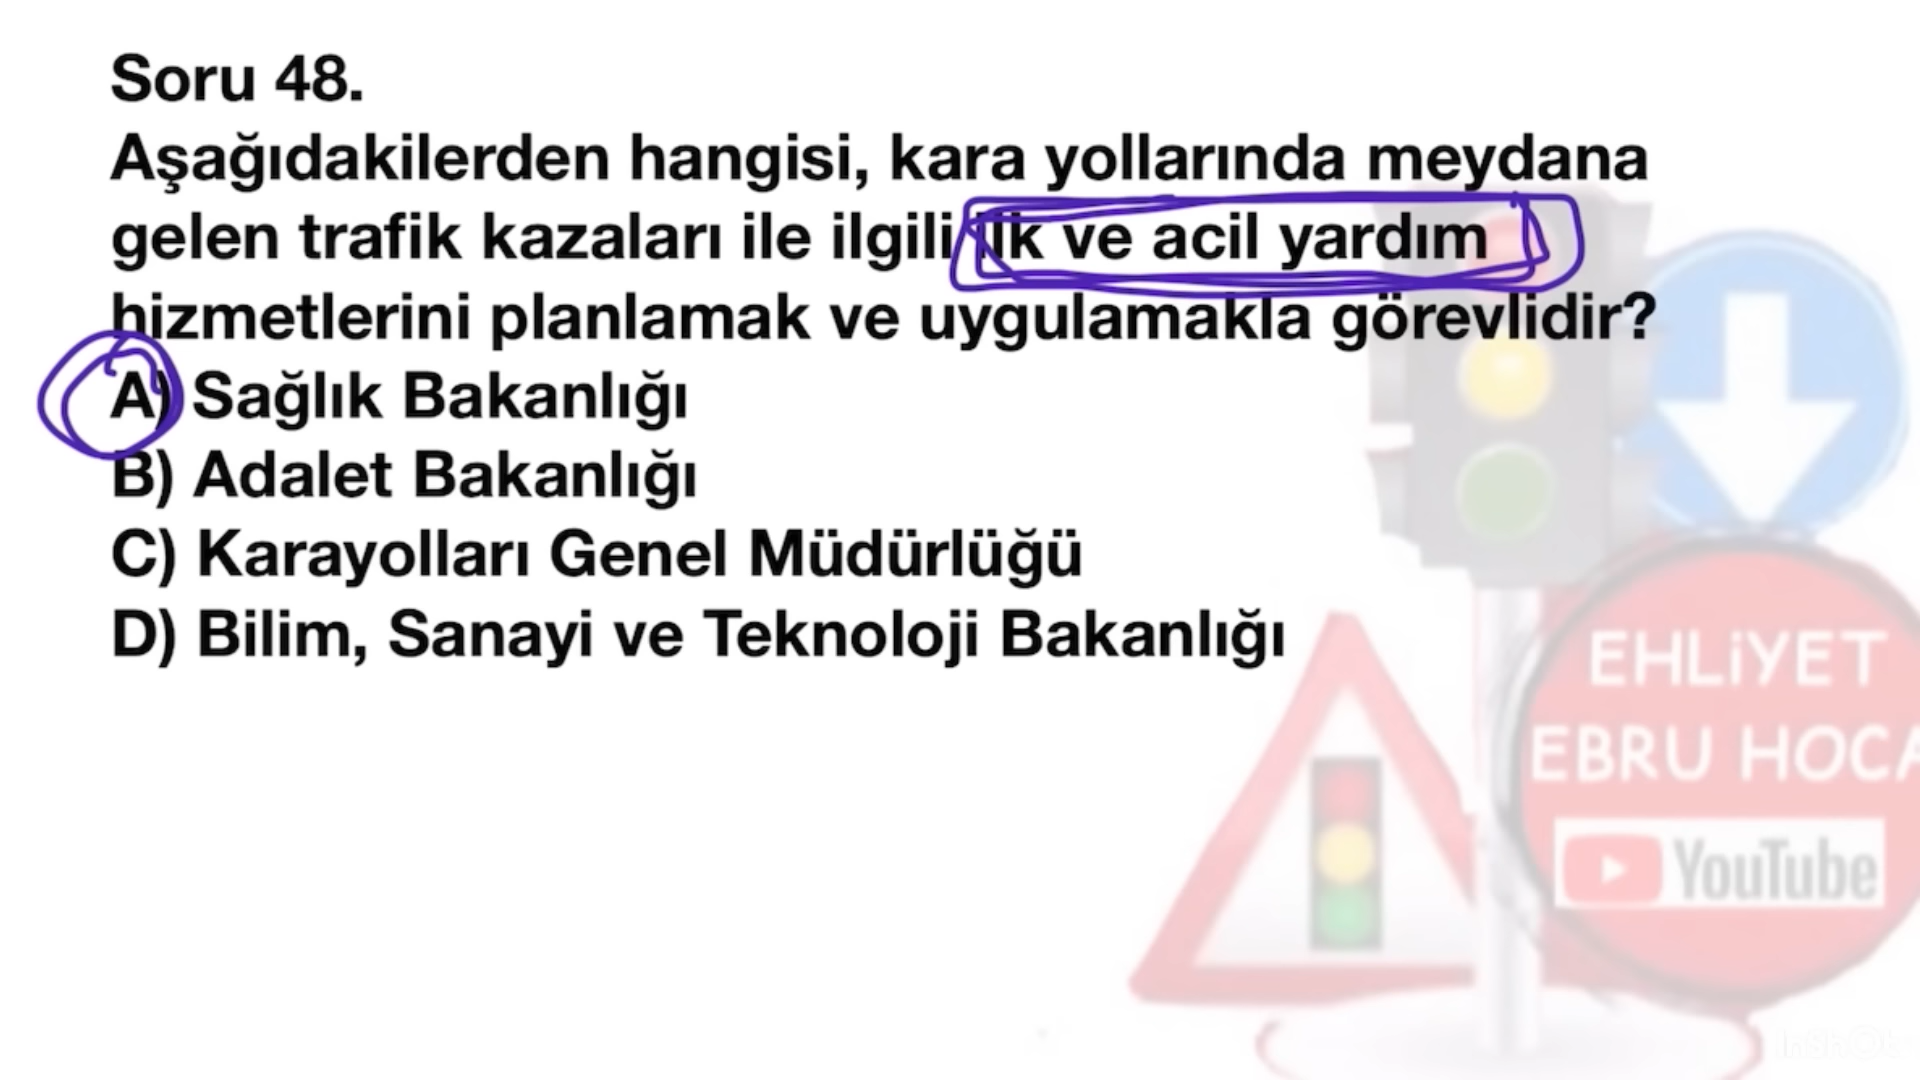 Soru 48.
Aşağıdakilerden hangisi, kara yollarında meydana
gelen trafik kazaları ile ilgili ilk ve acil yardım
hizmetlerini planlamak ve uygulamakla görevlidir?
A) Sağlık Bakanlığı
B) Adalet Bakanlığı
C) Karayolları Genel Müdürlüğü
D) Bilim, Sanayi ve Teknoloji Bakanlığı
EHLİYET
EBRU HOCA
YouTube